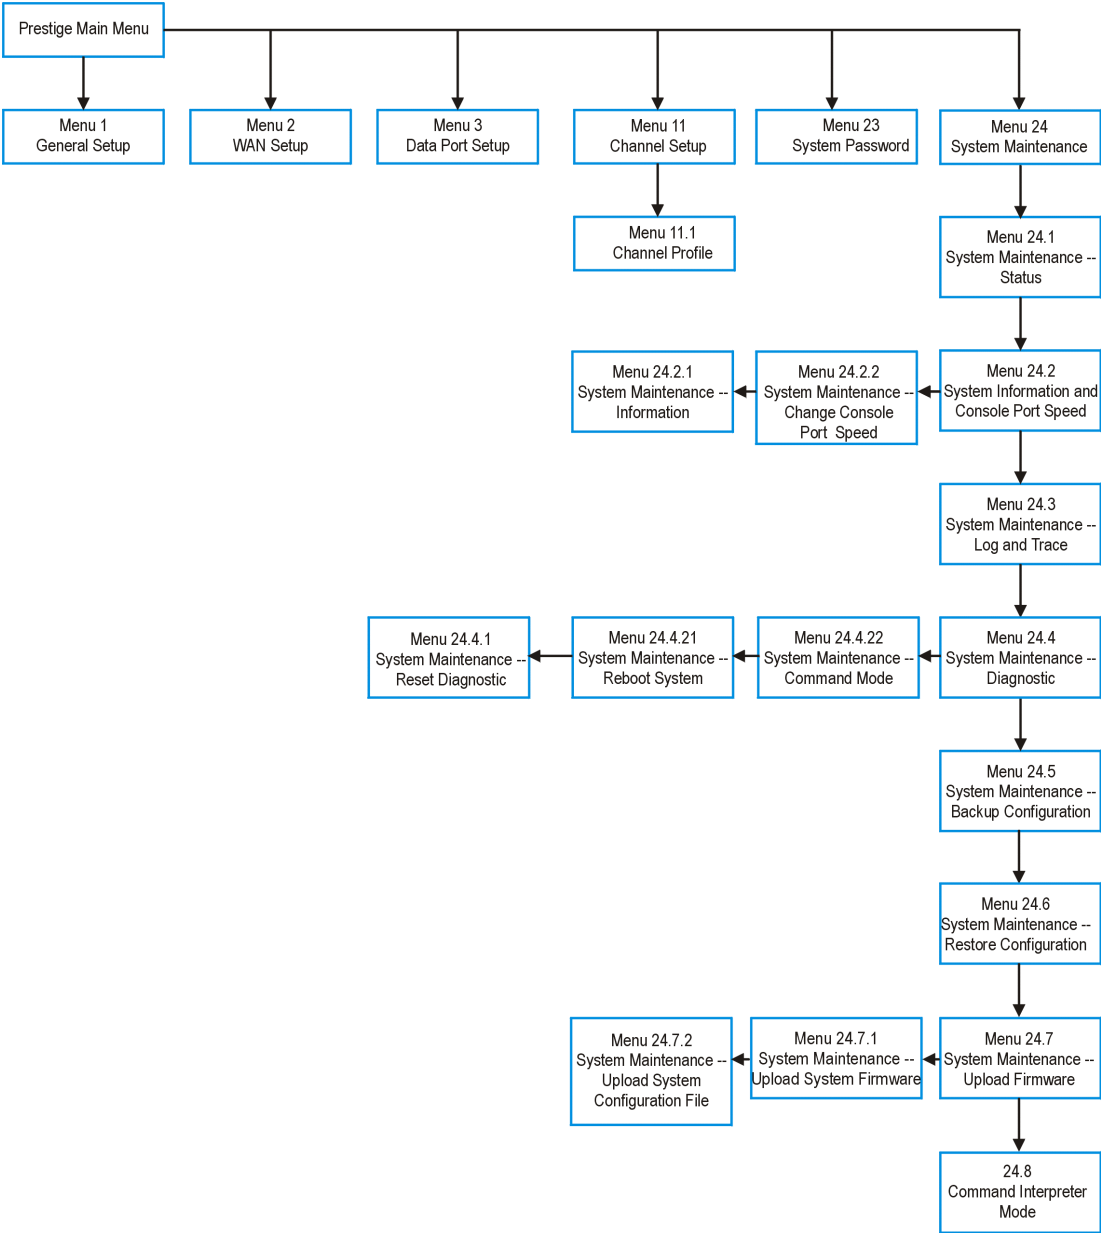 Prestige Main Menu
Menu 1
General Setup
Menu 2
WAN Setup
Menu 3
Data Port Setup
Menu 11
Channel Setup
Menu 23
System Password
Menu 24
System Maintenance
Menu 11.1
Channel Profile
Menu 24.1
System Maintenance --
Status
Menu 24.2.1
System Maintenance --
Information
Menu 24.2.2
System Maintenance --
Change Console
Port Speed
Menu 24.2
System Information and
Console Port Speed
Menu 24.3
System Maintenance --
Log and Trace
Menu 24.4.1
System Maintenance --
Reset Diagnostic
Menu 24.4.21
System Maintenance --
Reboot System
Menu 24.4.22
System Maintenance --
Command Mode
Menu 24.4
System Maintenance --
Diagnostic
Menu 24.5
System Maintenance --
Backup Configuration
Menu 24.6
System Maintenance --
Restore Configuration
Menu 24.7.2
System Maintenance --
Upload System
Configuration File
Menu 24.7.1
System Maintenance --
Upload System Firmware
Menu 24.7
System Maintenance --
Upload Firmware
24.8
Command Interpreter
Mode